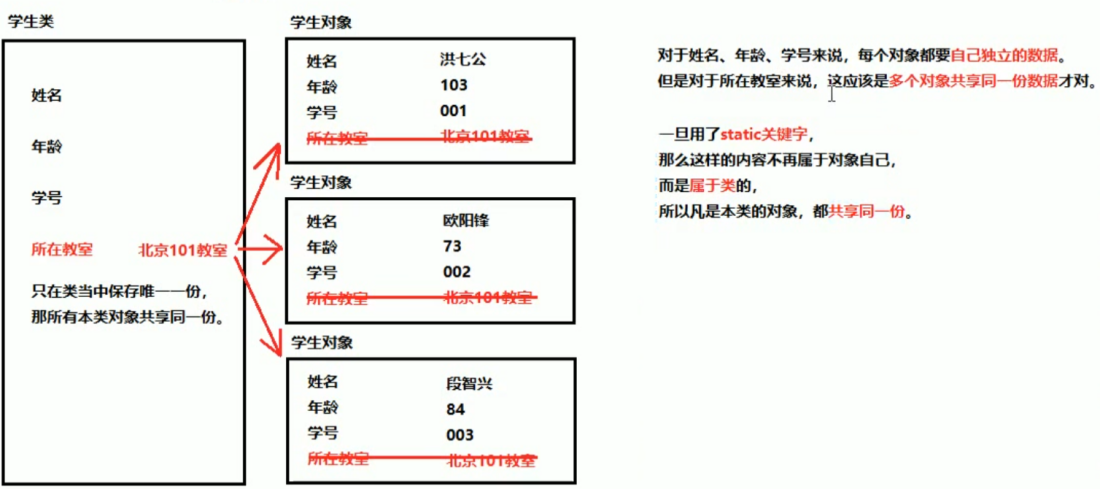 学生类
姓名
年龄
学号
所在教室 北京101教室
只在类当中保存唯一一份,
那所有本类对象共享同一份。
学生对象
姓名 洪七公
年龄 103
学号 001
所在教室 北京101教室
学生对象
姓名 欧阳锋
年龄 73
学号 002
所在教室 北京101教室
学生对象
姓名 段智兴
年龄 84
学号 003
所在教室 北京101教室
对于姓名、年龄、学号来说，每个对象都要自己独立的数据。
但是对于所在教室来说，这应该是多个对象共享同一份数据才对。
一旦用了static关键字，
那么这样的内容不再属于对象自己，
而是属于类的，
所以凡是本类的对象，都共享同一份。